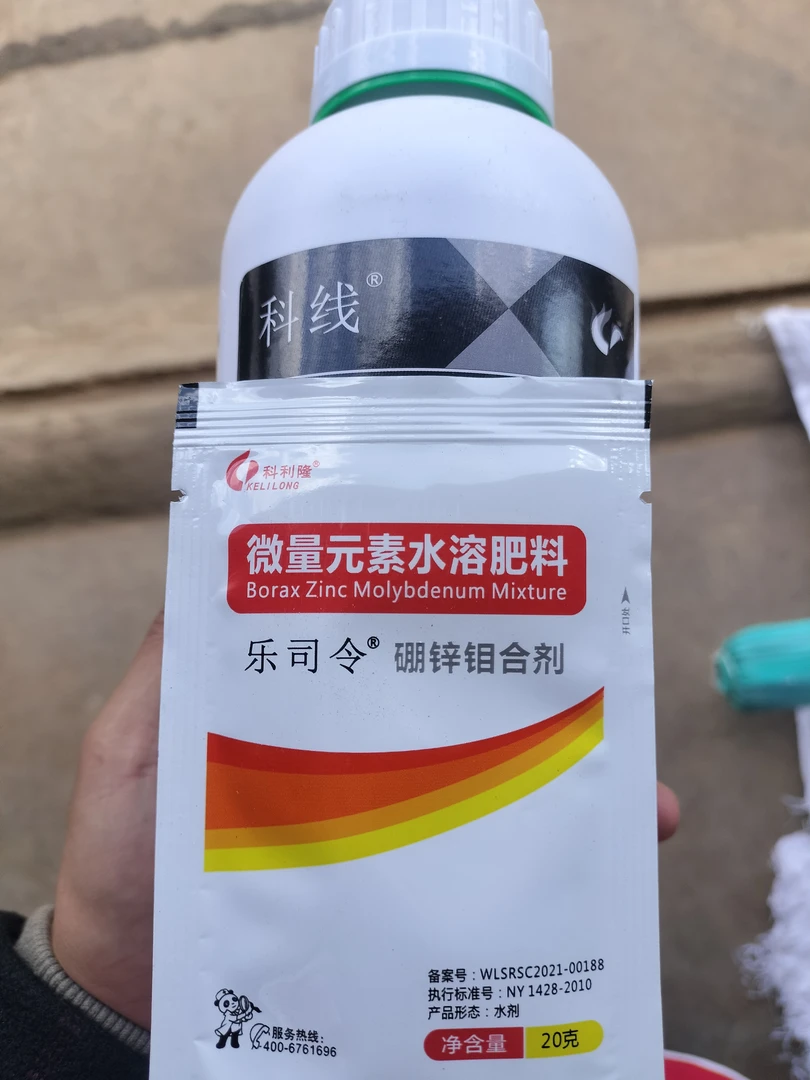 科线®
科利隆®
KELILONG
微量元素水溶肥料
Borax Zinc Molybdenum Mixture
开口处
乐司令® 硼锌钼合剂
备案号：WLSRSC2021-00188
执行标准号：NY 1428-2010
产品形态：水剂
服务热线：
400-6761696
净含量 20克